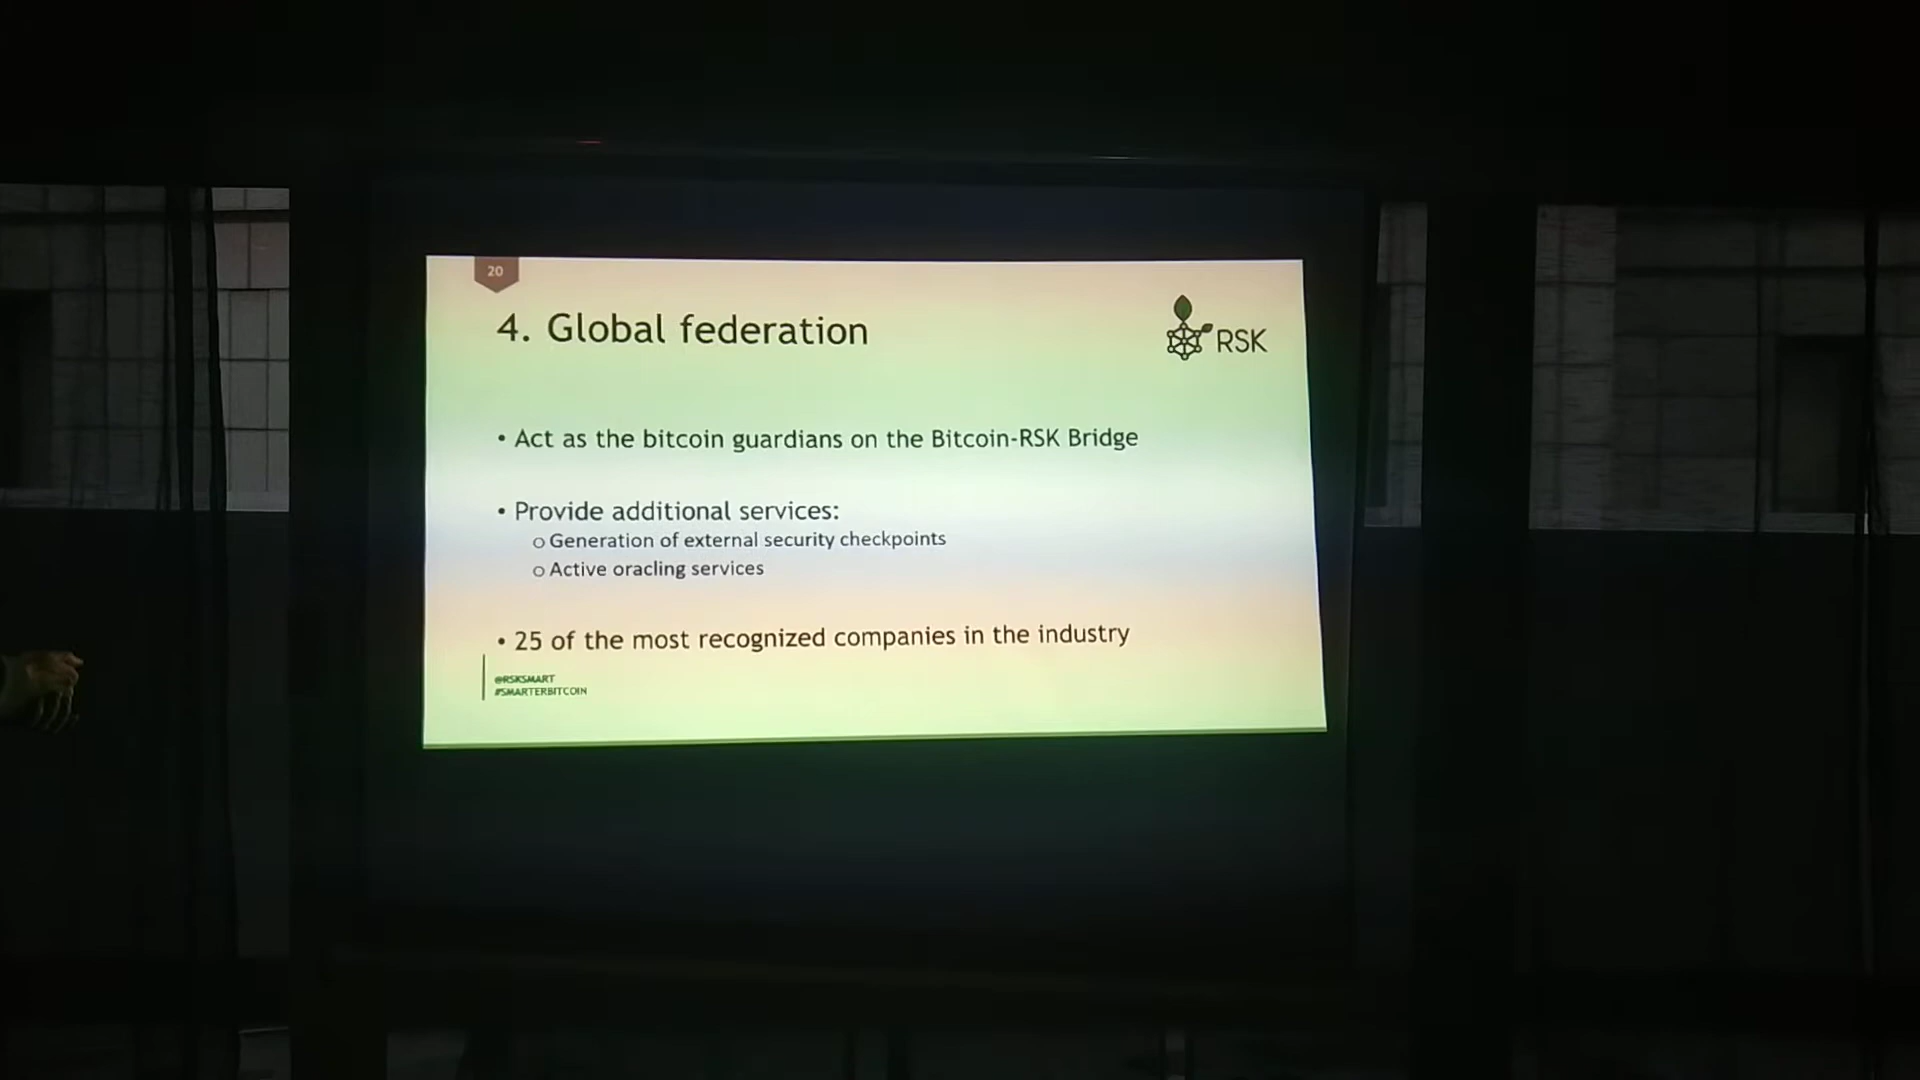 20
4. Global federation
RSK
• Act as the bitcoin guardians on the Bitcoin-RSK Bridge
• Provide additional services:
o Generation of external security checkpoints
o Active oracling services
• 25 of the most recognized companies in the industry
@RSKSMART
#SMARTERBITCOIN